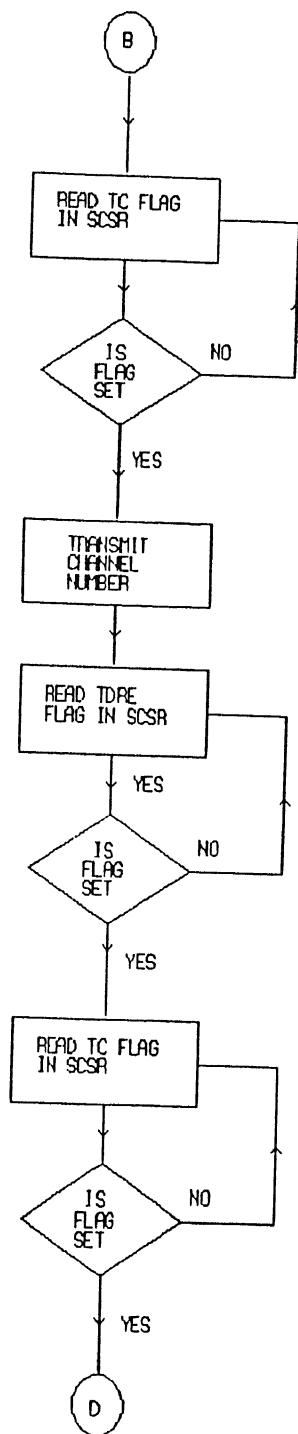 B
READ TC FLAG
IN SCSR
IS
FLAG
SET
NO
YES
TRANSMIT
CHANNEL
NUMBER
READ TDRE
FLAG IN SCSR
YES
IS
FLAG
SET
NO
YES
READ TC FLAG
IN SCSR
IS
FLAG
SET
NO
YES
D